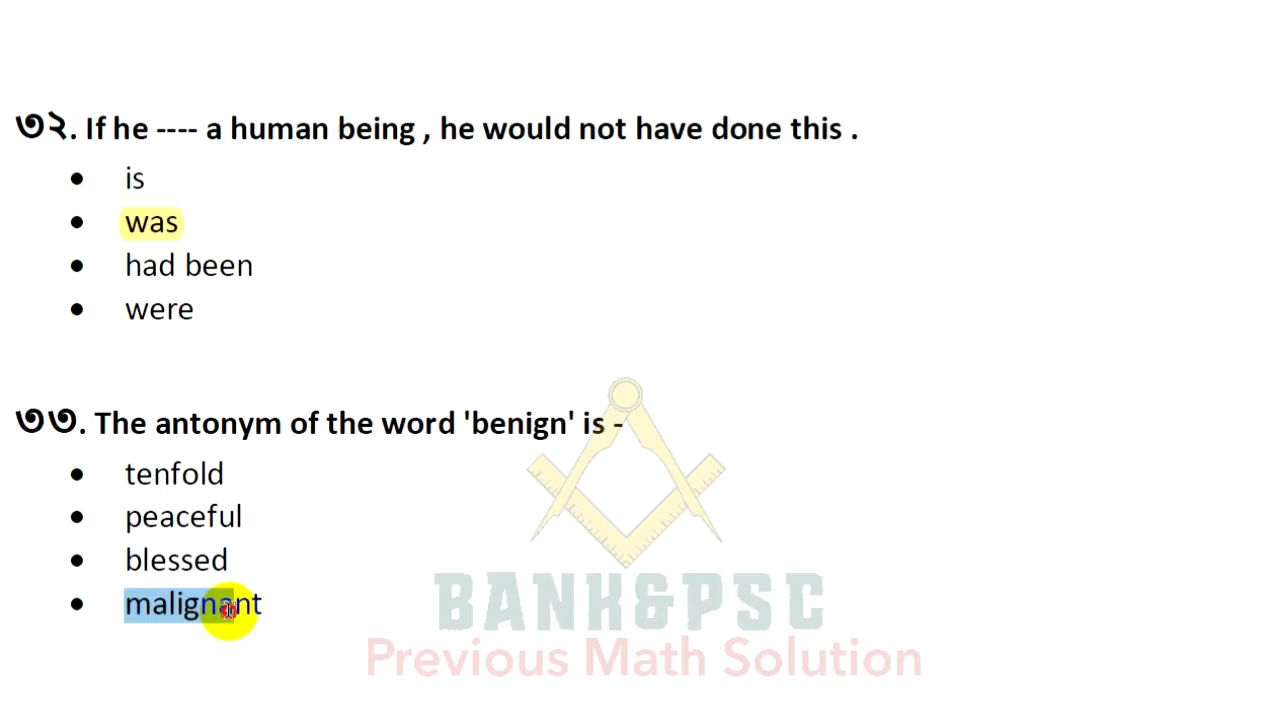 ৩২. If he ---- a human being , he would not have done this .
• is
• was
• had been
• were
৩৩. The antonym of the word 'benign' is -
• tenfold
• peaceful
• blessed
• malignant
BANK&PSC
Previous Math Solution